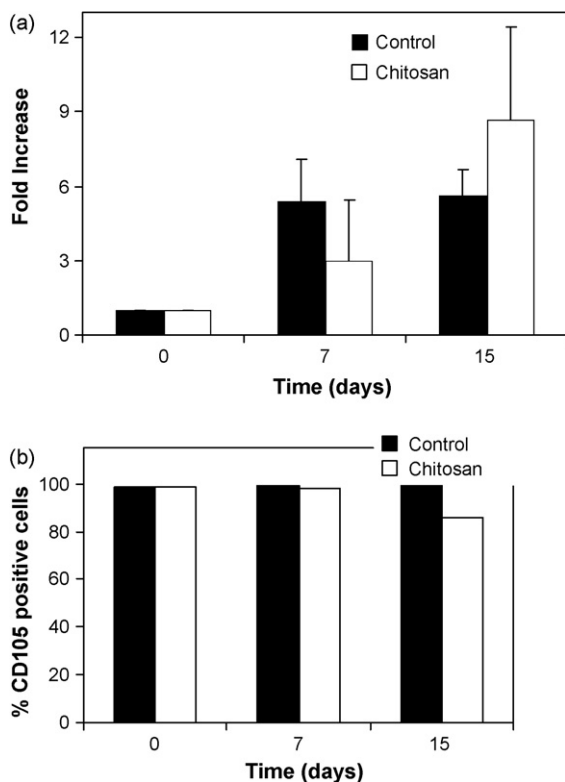 (a)
12
9
6
3
0
Fold Increase
Control
Chitosan
0 7 15
Time (days)
(b)
100
80
60
40
20
0
% CD105 positive cells
Control
Chitosan
0 7 15
Time (days)